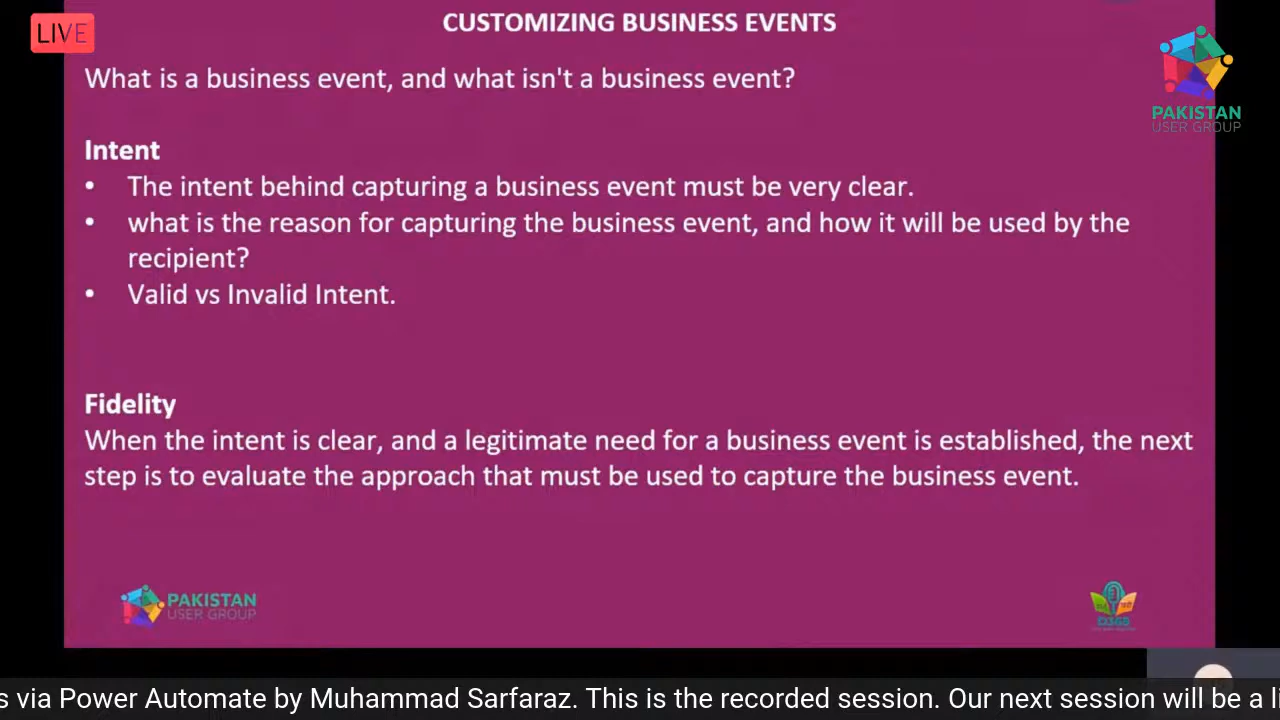 LIVE
CUSTOMIZING BUSINESS EVENTS
PAKISTAN
USER GROUP
What is a business event, and what isn't a business event?
Intent
• The intent behind capturing a business event must be very clear.
• what is the reason for capturing the business event, and how it will be used by the
recipient?
• Valid vs Invalid Intent.
Fidelity
When the intent is clear, and a legitimate need for a business event is established, the next
step is to evaluate the approach that must be used to capture the business event.
PAKISTAN
USER GROUP
s via Power Automate by Muhammad Sarfaraz. This is the recorded session. Our next session will be a li